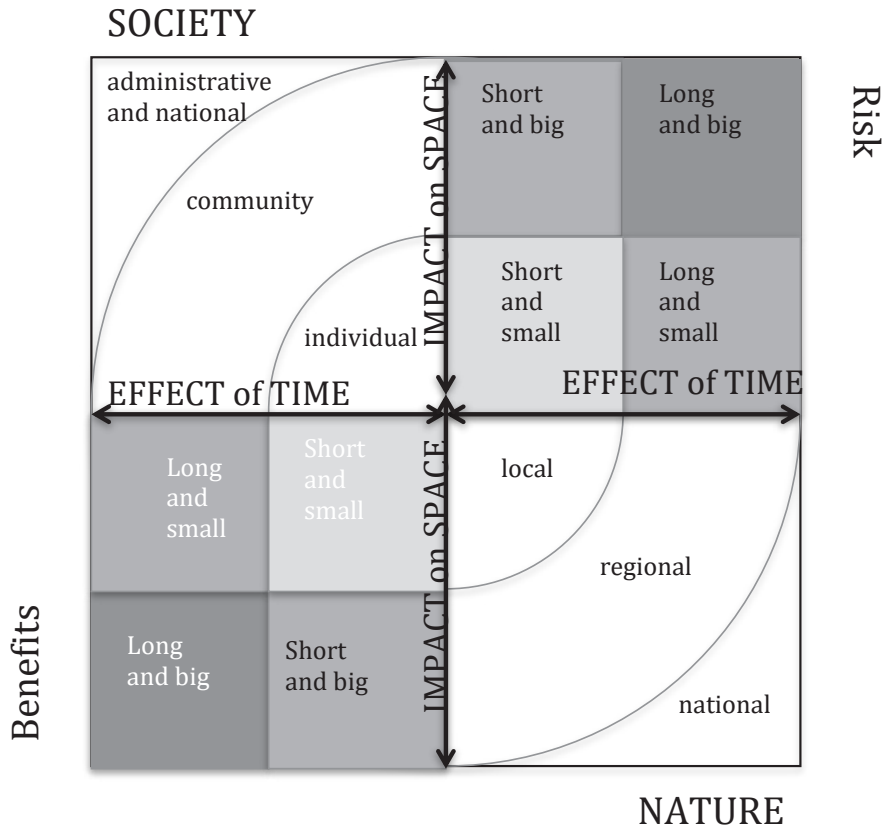 SOCIETY
administrative
and national
community
individual
IMPACT on SPACE
Short
and big
Long
and big
Risk
Short
and
small
Long
and
small
EFFECT of TIME
EFFECT of TIME
Long
and
small
Short
and
small
IMPACT on SPACE
local
regional
national
Benefits
Long
and big
Short
and big
NATURE